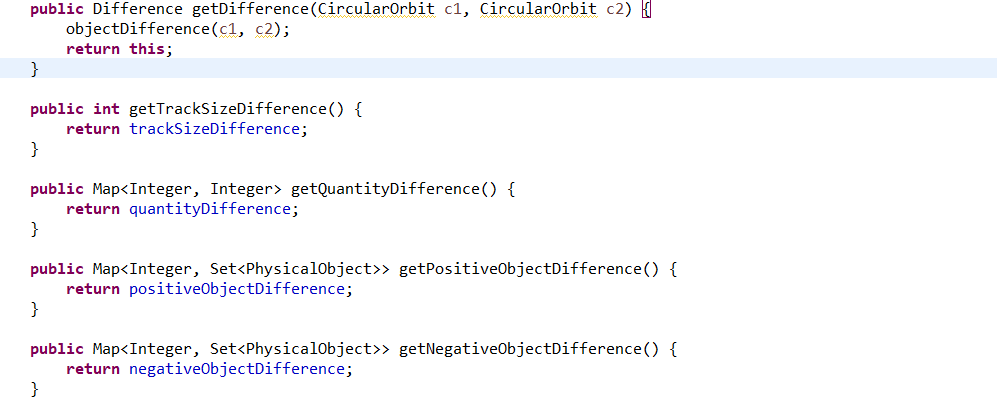 public Difference getDifference(CircularOrbit c1, CircularOrbit c2) {
    objectDifference(c1, c2);
    return this;
}
public int getTrackSizeDifference() {
    return trackSizeDifference;
}
public Map<Integer, Integer> getQuantityDifference() {
    return quantityDifference;
}
public Map<Integer, Set<PhysicalObject>> getPositiveObjectDifference() {
    return positiveObjectDifference;
}
public Map<Integer, Set<PhysicalObject>> getNegativeObjectDifference() {
    return negativeObjectDifference;
}